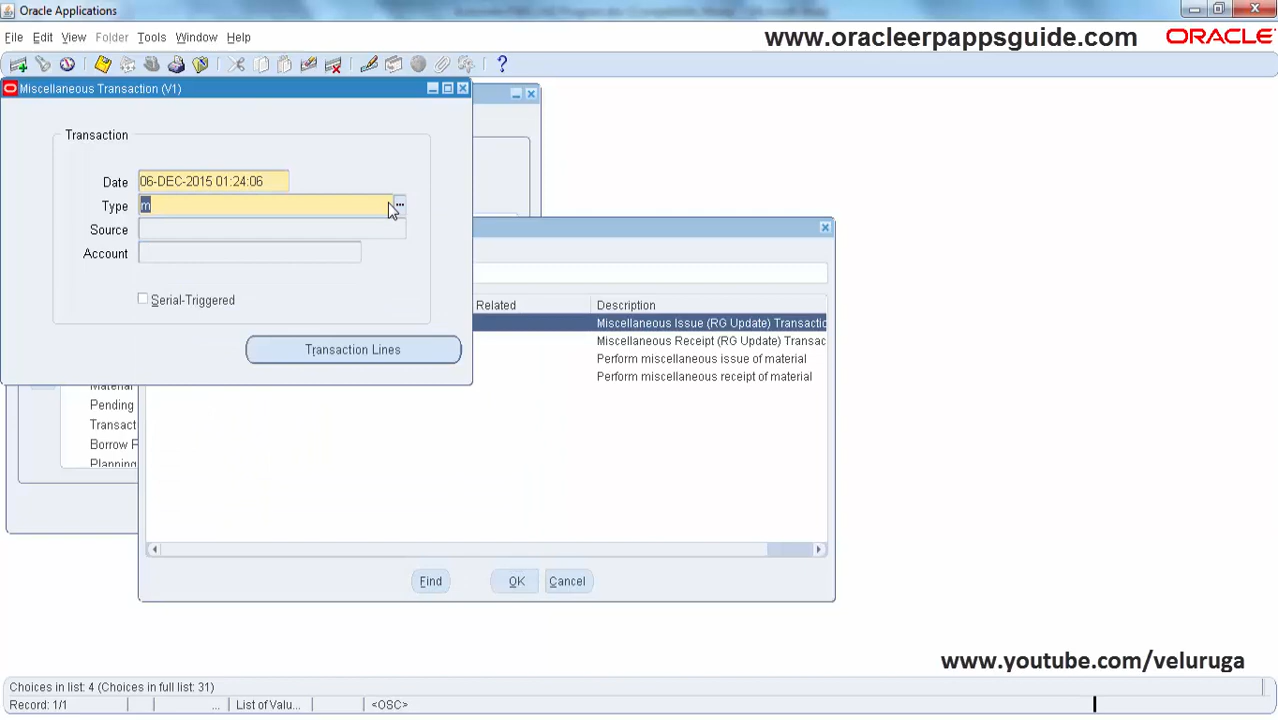 Oracle Applications
File Edit View Folder Tools Window Help
www.oracleerpappsguide.com
ORACLE
Miscellaneous Transaction (V1)
Transaction
Date 06-DEC-2015 01:24:06
Type m
Source
Account
Serial-Triggered
Transaction Lines
Related Description
Miscellaneous Issue (RG Update) Transactio
Miscellaneous Receipt (RG Update) Transac
Perform miscellaneous issue of material
Perform miscellaneous receipt of material
Material
Pending
Transact
Borrow F
Planning
Find OK Cancel
www.youtube.com/veluruga
Choices in list: 4 (Choices in full list: 31)
Record: 1/1 ... List of Valu... <OSC>